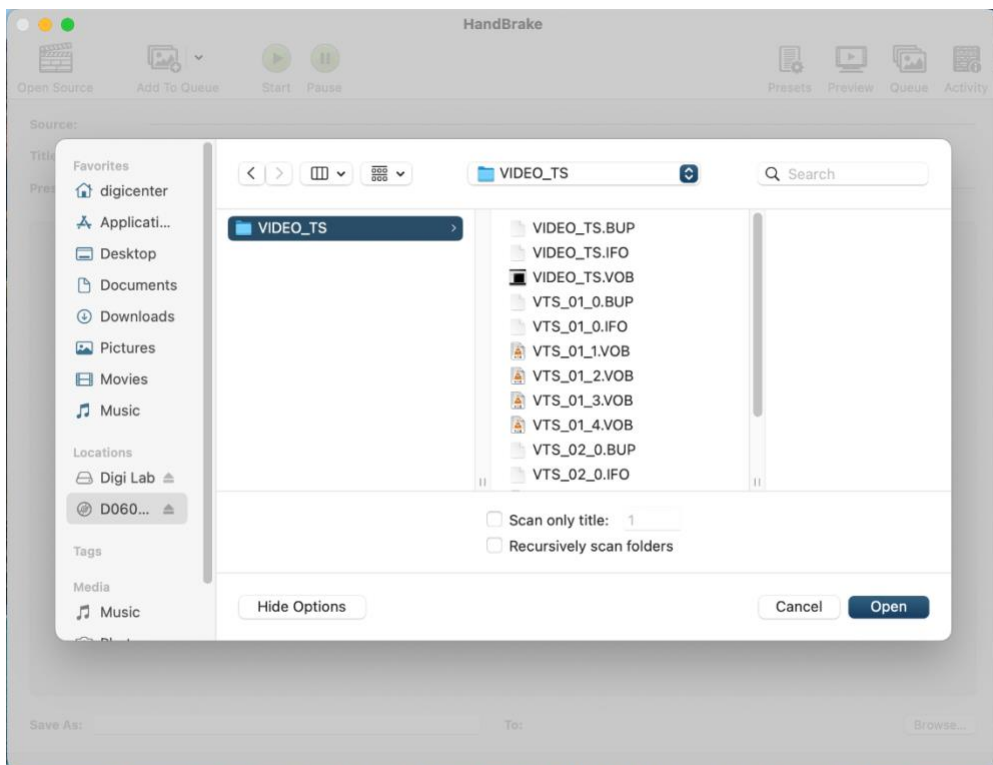 HandBrake
Open Source
Add To Queue
Start
Pause
Presets
Preview
Queue
Activity
Source:
Title
Pres
Favorites
digicenter
Applicati...
Desktop
Documents
Downloads
Pictures
Movies
Music
Locations
Digi Lab
D060...
Tags
Media
Music
VIDEO_TS
Search
VIDEO_TS
VIDEO_TS.BUP
VIDEO_TS.IFO
VIDEO_TS.VOB
VTS_01_0.BUP
VTS_01_0.IFO
VTS_01_1.VOB
VTS_01_2.VOB
VTS_01_3.VOB
VTS_01_4.VOB
VTS_02_0.BUP
VTS_02_0.IFO
Scan only title: 1
Recursively scan folders
Hide Options
Cancel
Open
Save As:
To:
Browse...